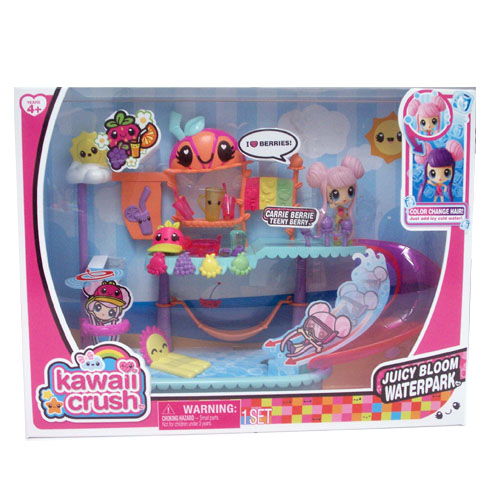 AGES
4+
I ♥ BERRIES!
CARRIE BERRIE
TEENY BERRY
COLOR CHANGE HAIR!
Just add icy cold water!
kawaii
crush
JUICY BLOOM
WATERPARK
WARNING:
CHOKING HAZARD - Small parts.
Not for children under 3 years.
1 SET